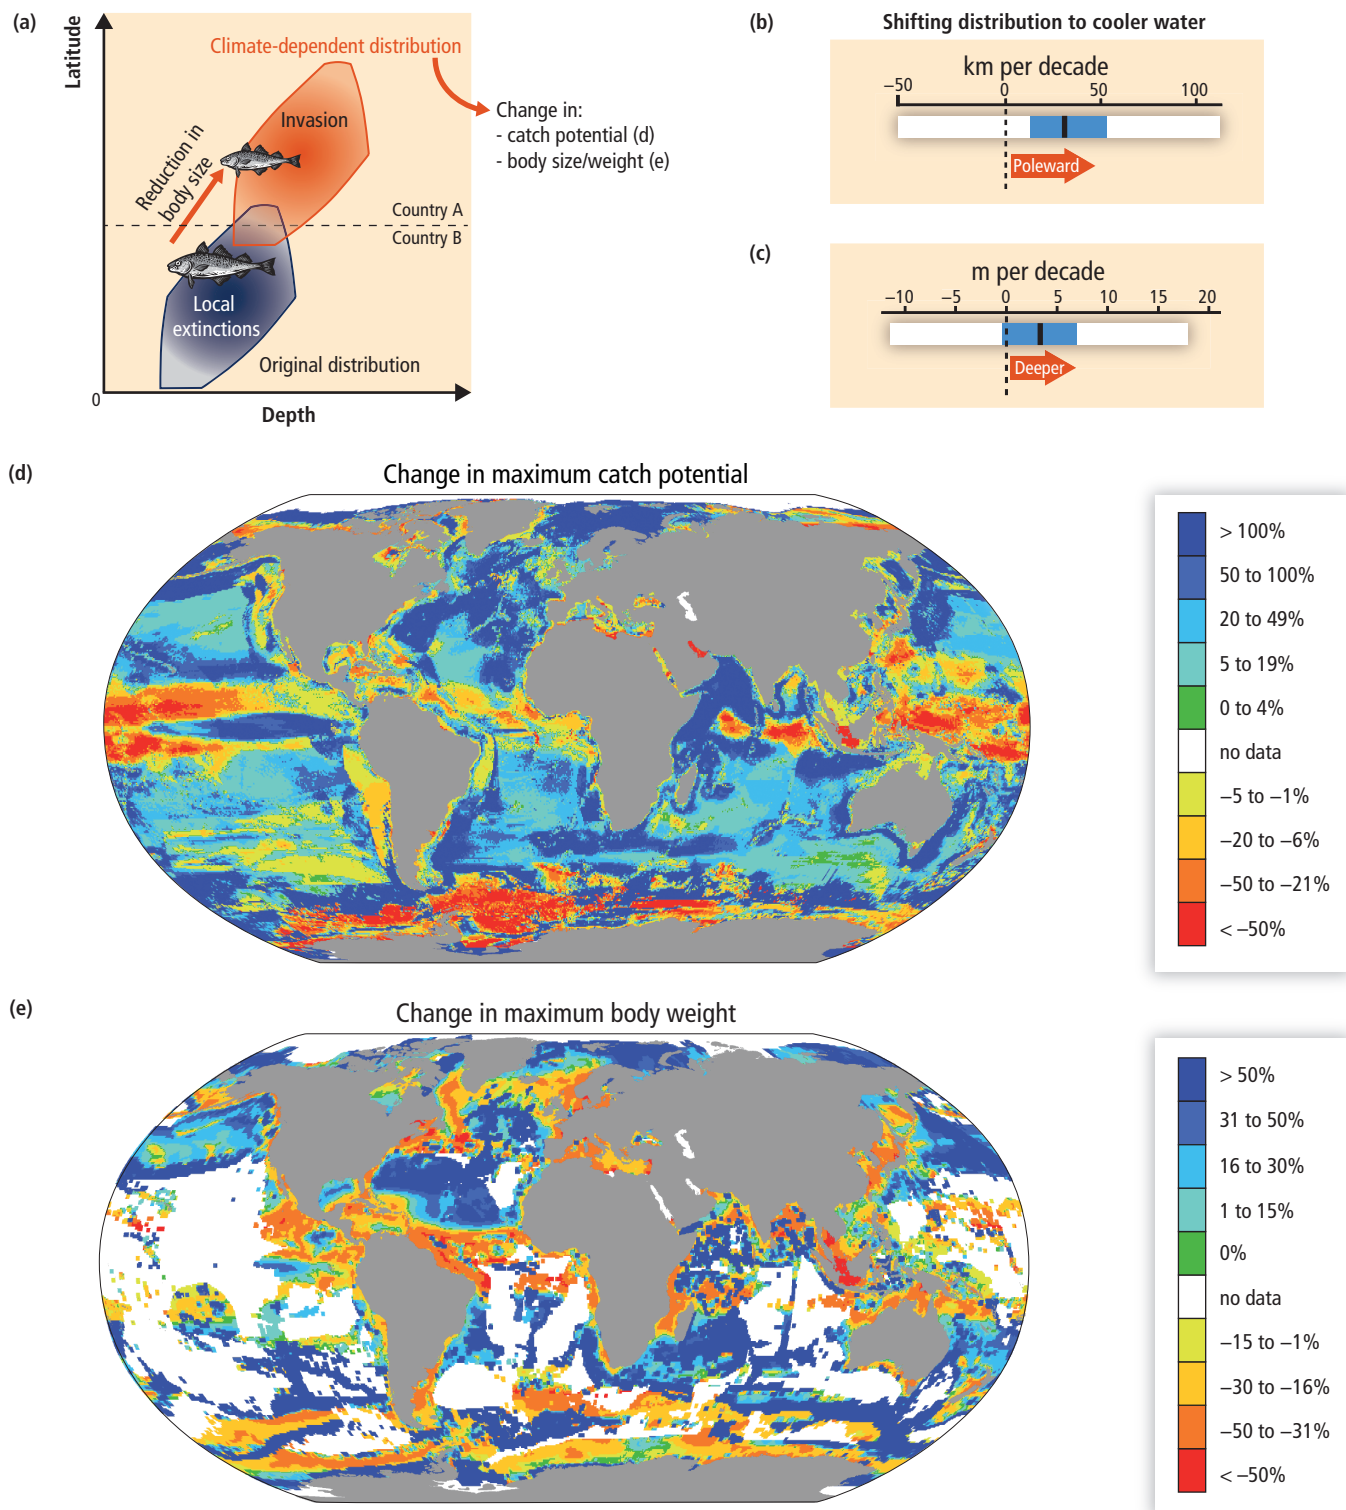 (a)
Latitude
Climate-dependent distribution
Invasion
Reduction in
body size
Change in:
- catch potential (d)
- body size/weight (e)
Country A
Country B
Local
extinctions
Original distribution
0
Depth
(b)
Shifting distribution to cooler water
km per decade
–50 0 50 100
Poleward
(c)
m per decade
–10 –5 0 5 10 15 20
Deeper
(d)
Change in maximum catch potential
> 100%
50 to 100%
20 to 49%
5 to 19%
0 to 4%
no data
–5 to –1%
–20 to –6%
–50 to –21%
< –50%
(e)
Change in maximum body weight
> 50%
31 to 50%
16 to 30%
1 to 15%
0%
no data
–15 to –1%
–30 to –16%
–50 to –31%
< –50%